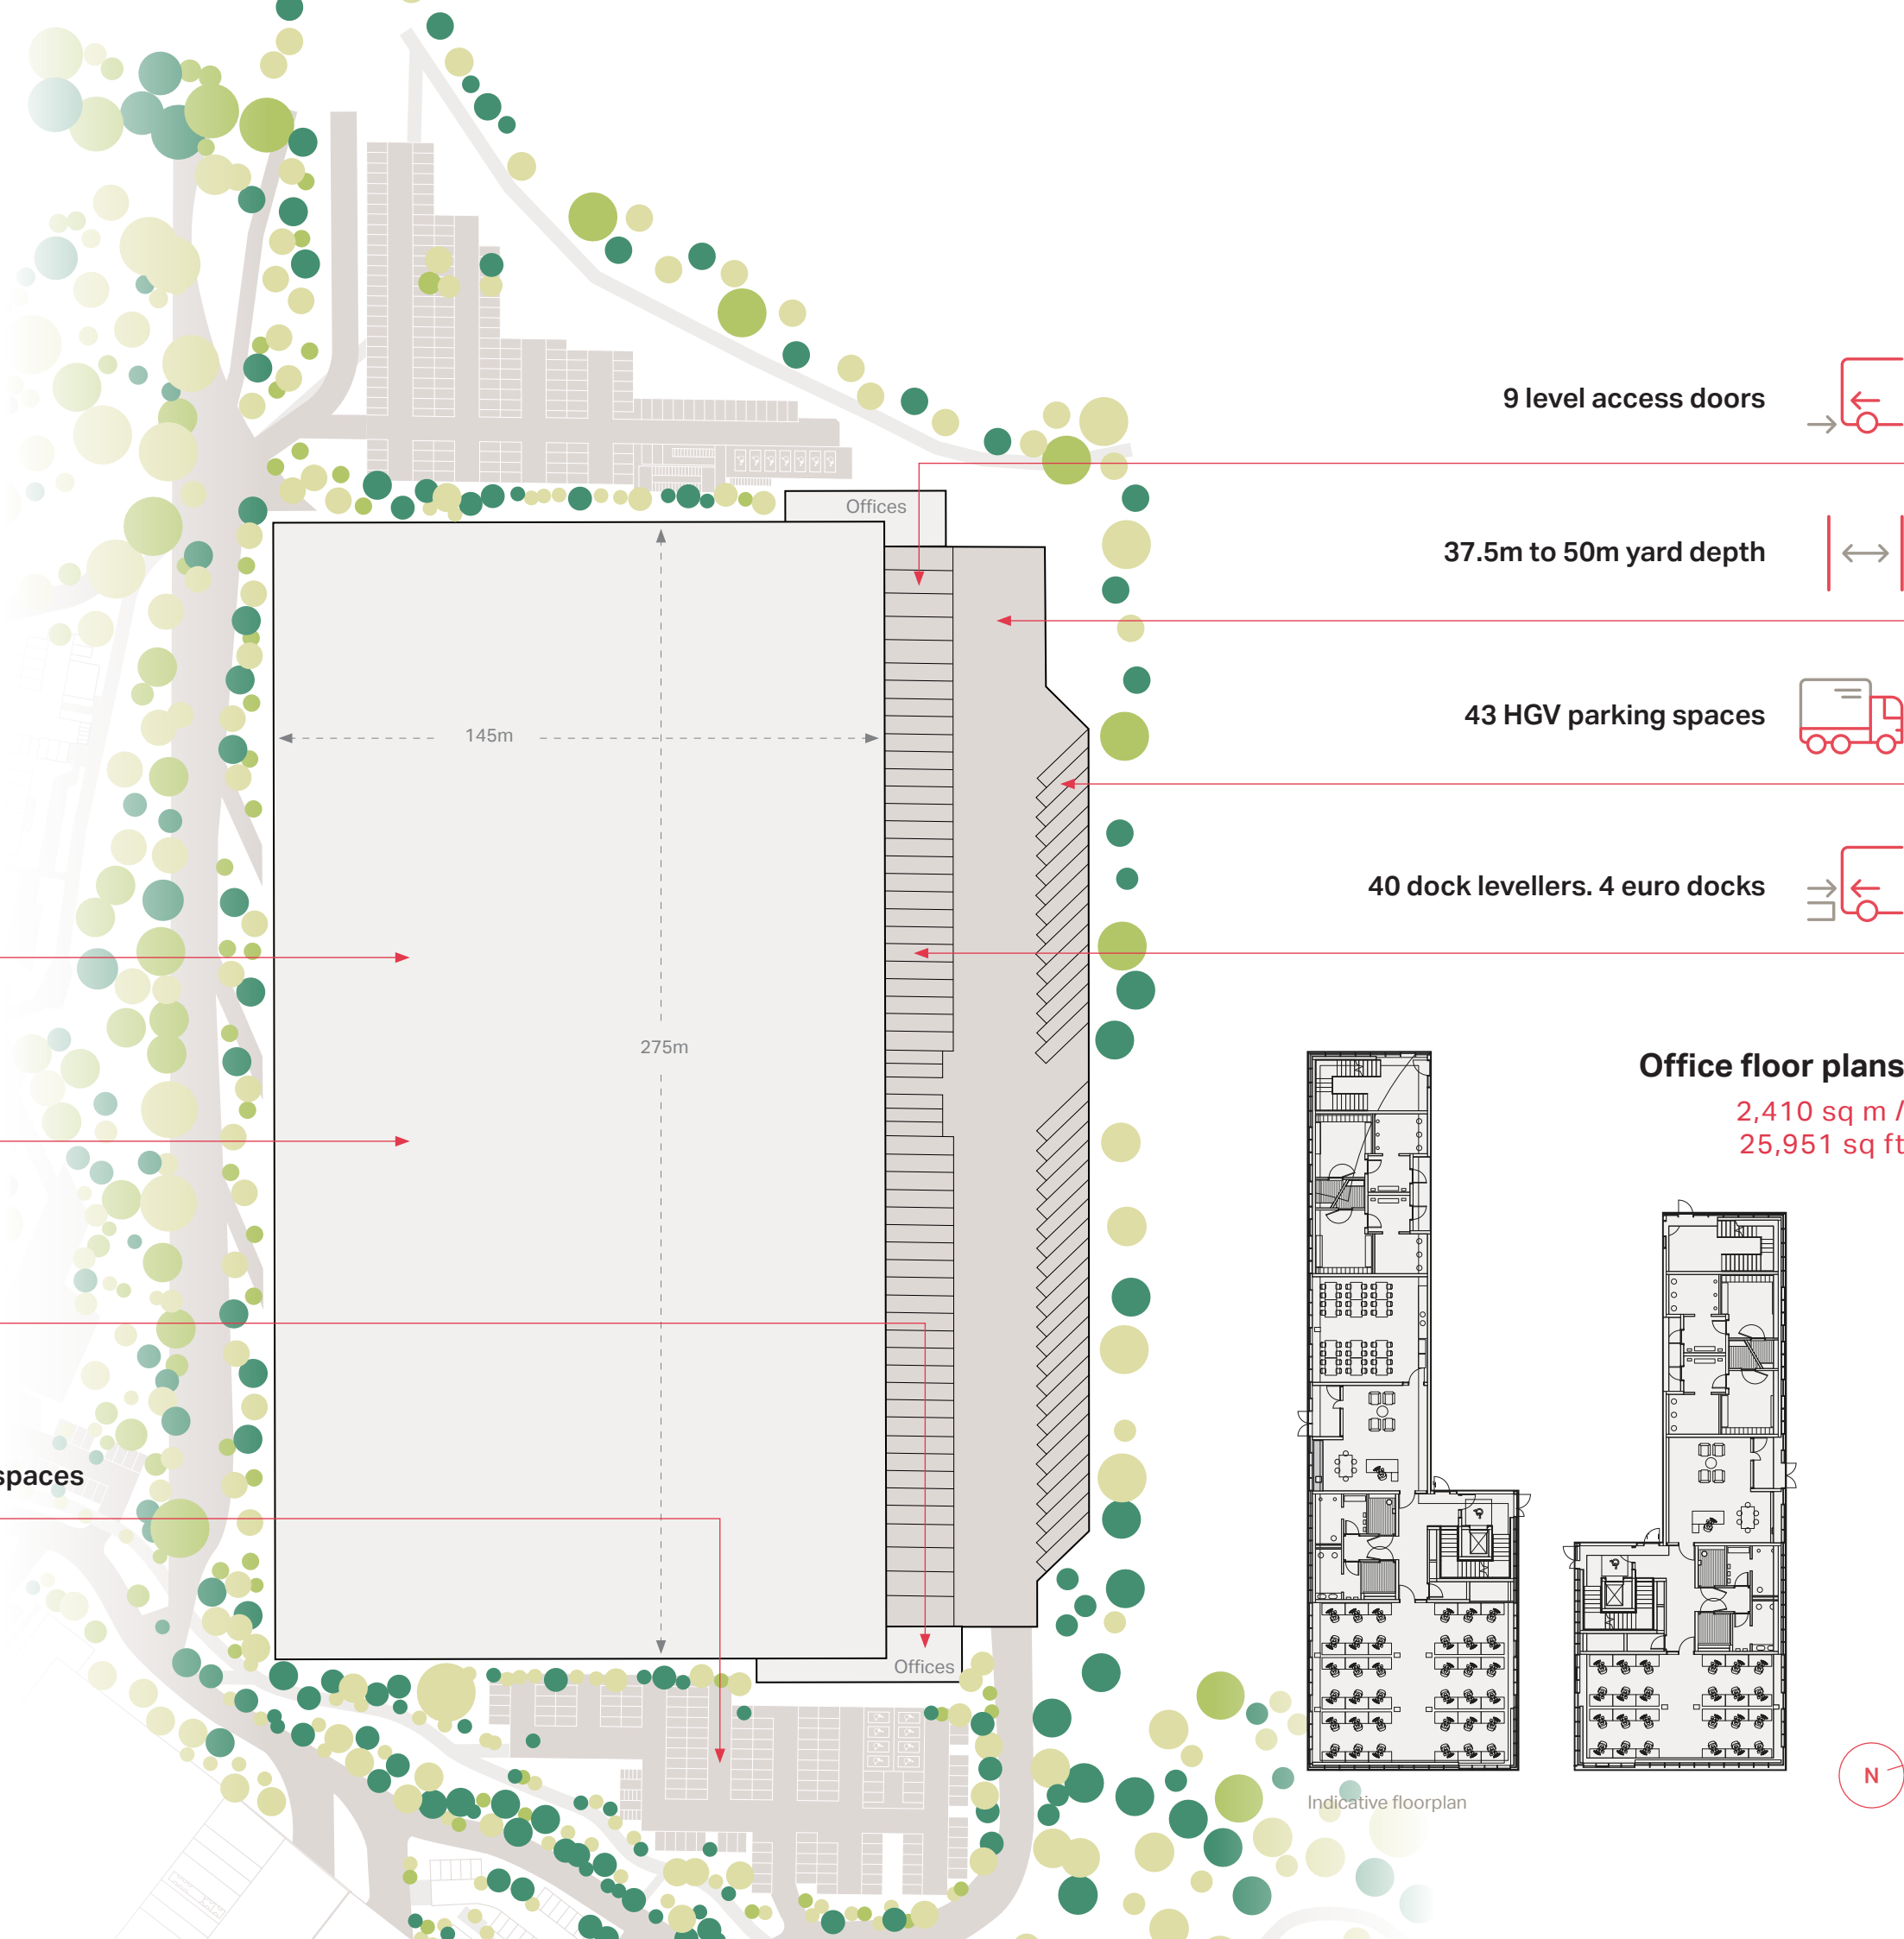 9 level access doors
Offices
37.5m to 50m yard depth
43 HGV parking spaces
145m
40 dock levellers. 4 euro docks
275m
Office floor plans
2,410 sq m /
25,951 sq ft
spaces
Offices
N
Indicative floorplan